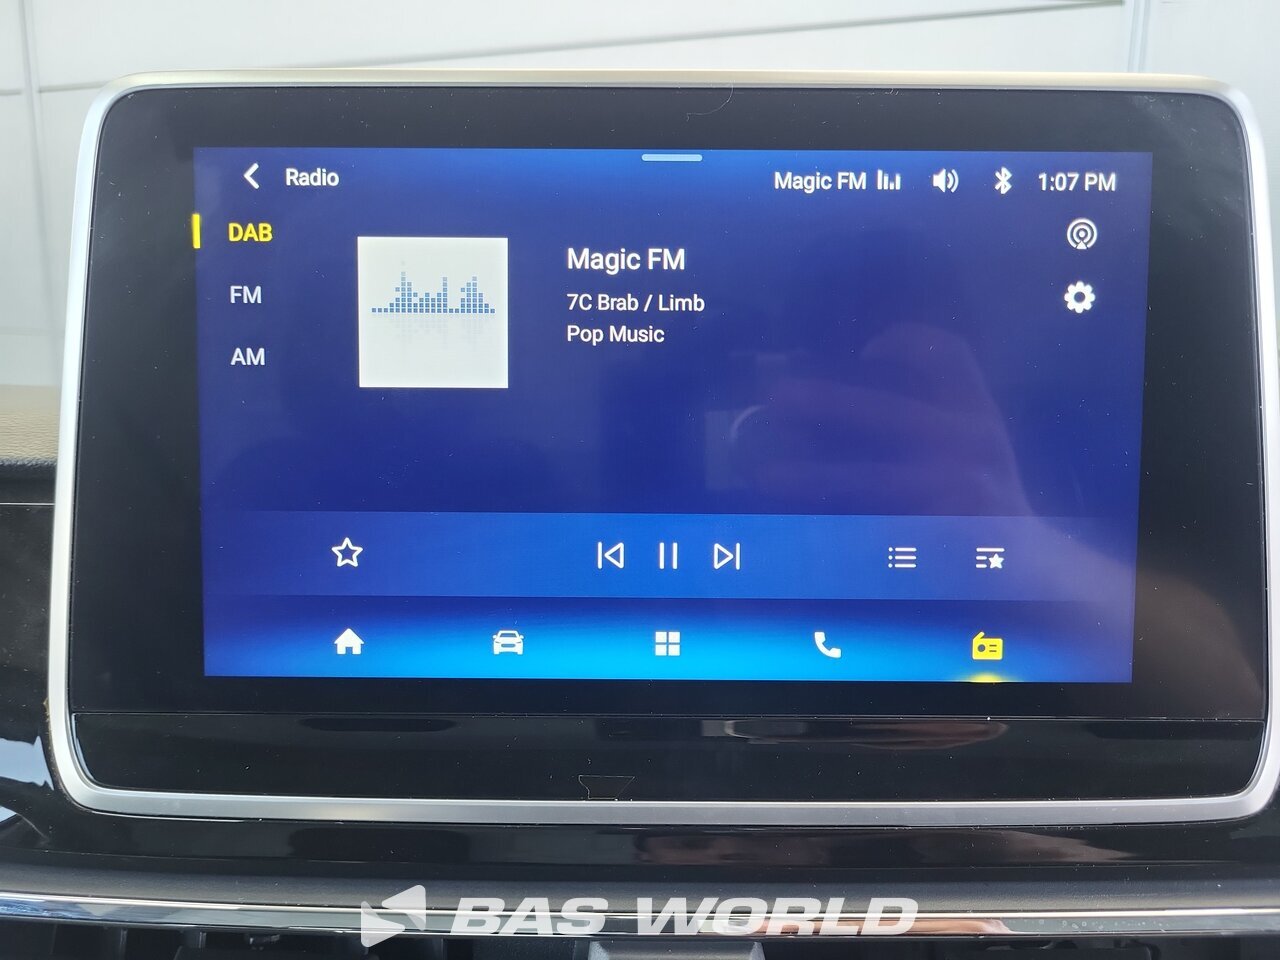 Radio
Magic FM
1:07 PM
DAB
FM
AM
Magic FM
7C Brab / Limb
Pop Music
BAS WORLD